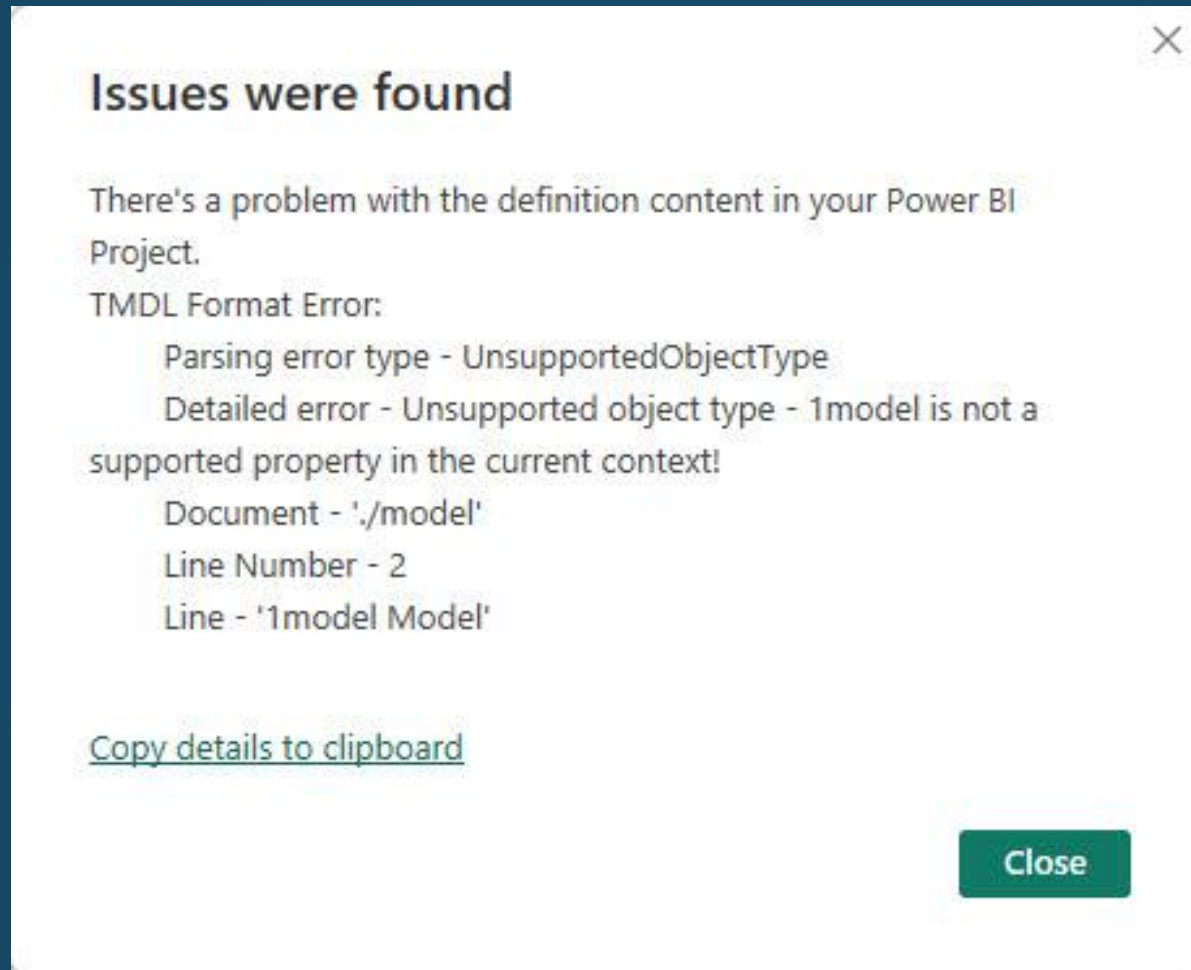 Issues were found
There's a problem with the definition content in your Power BI
Project.
TMDL Format Error:
Parsing error type - UnsupportedObjectType
Detailed error - Unsupported object type - 1model is not a
supported property in the current context!
Document - './model'
Line Number - 2
Line - '1model Model'
Copy details to clipboard
Close